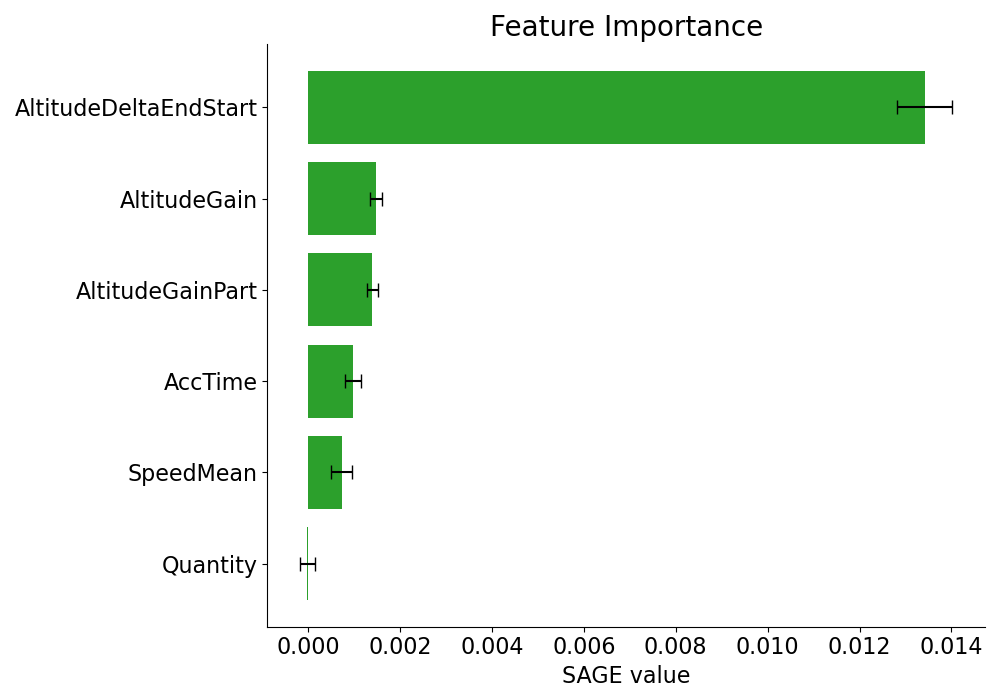 Feature Importance
AltitudeDeltaEndStart
AltitudeGain
AltitudeGainPart
AccTime
SpeedMean
Quantity
0.000 0.002 0.004 0.006 0.008 0.010 0.012 0.014
SAGE value